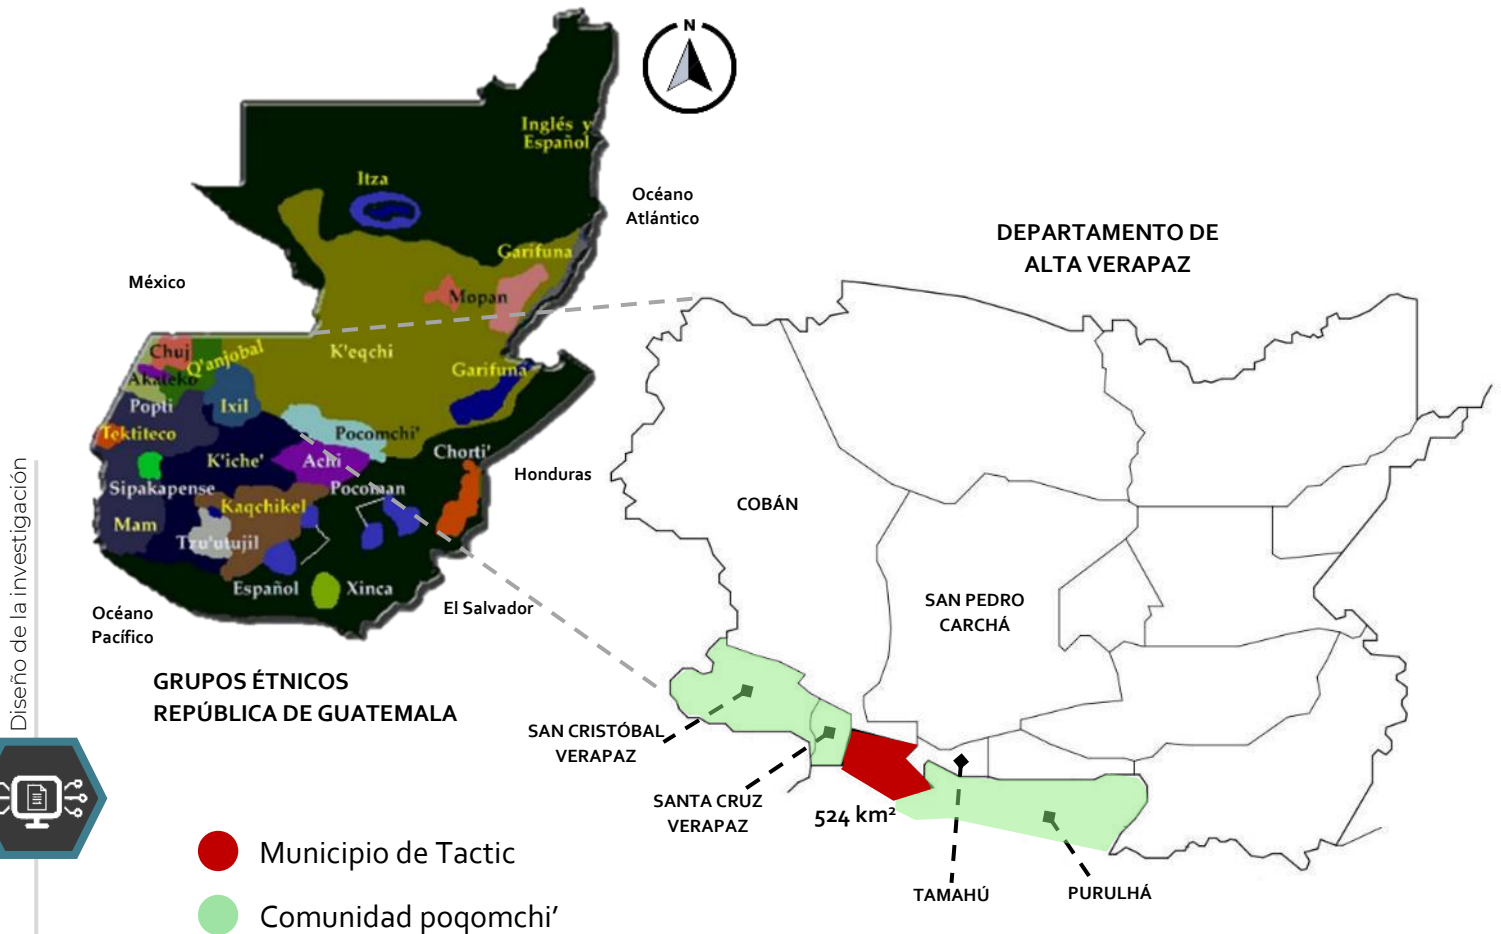 N
Inglés y
Español
Itza
Océano
Atlántico
DEPARTAMENTO DE
ALTA VERAPAZ
Garifuna
México
Mopan
Chuj
Q'anjobal
K'eqchi
Akateko
Garifuna
Popti
Ixil
Tektiteco
Pocomchi'
Chorti'
K'iche'
Achi
Honduras
Sipakapense
Pocoman
Kaqchikel
Mam
Tzu'utujil
COBÁN
Español
Xinca
El Salvador
SAN PEDRO
CARCHÁ
Océano
Pacífico
GRUPOS ÉTNICOS
REPÚBLICA DE GUATEMALA
Diseño de la investigación
SAN CRISTÓBAL
VERAPAZ
SANTA CRUZ
VERAPAZ
524 km²
TAMAHÚ
PURULHÁ
Municipio de Tactic
Comunidad poqomchi’